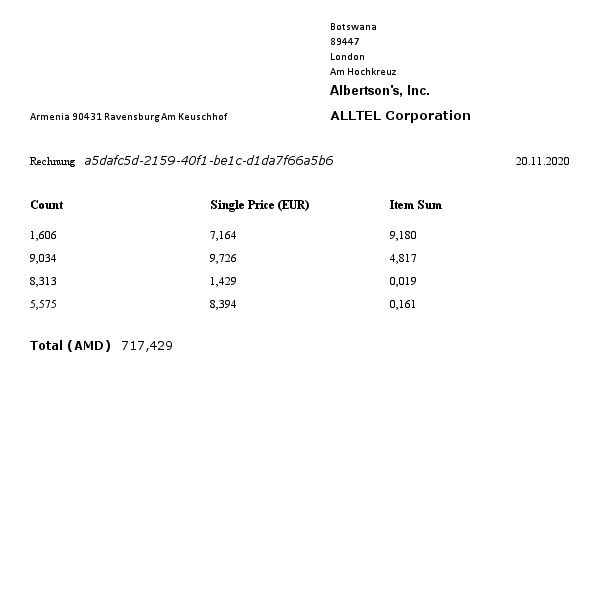 Botswana
89447
London
Am Hochkreuz
Albertson's, Inc.
Armenia 90431 Ravensburg Am Keuschhof
ALLTEL Corporation
Rechnung a5dafc5d-2159-40f1-be1c-d1da7f66a5b6 20.11.2020
Count Single Price (EUR) Item Sum
1,606 7,164 9,180
9,034 9,726 4,817
8,313 1,429 0,019
5,575 8,394 0,161
Total (AMD) 717,429